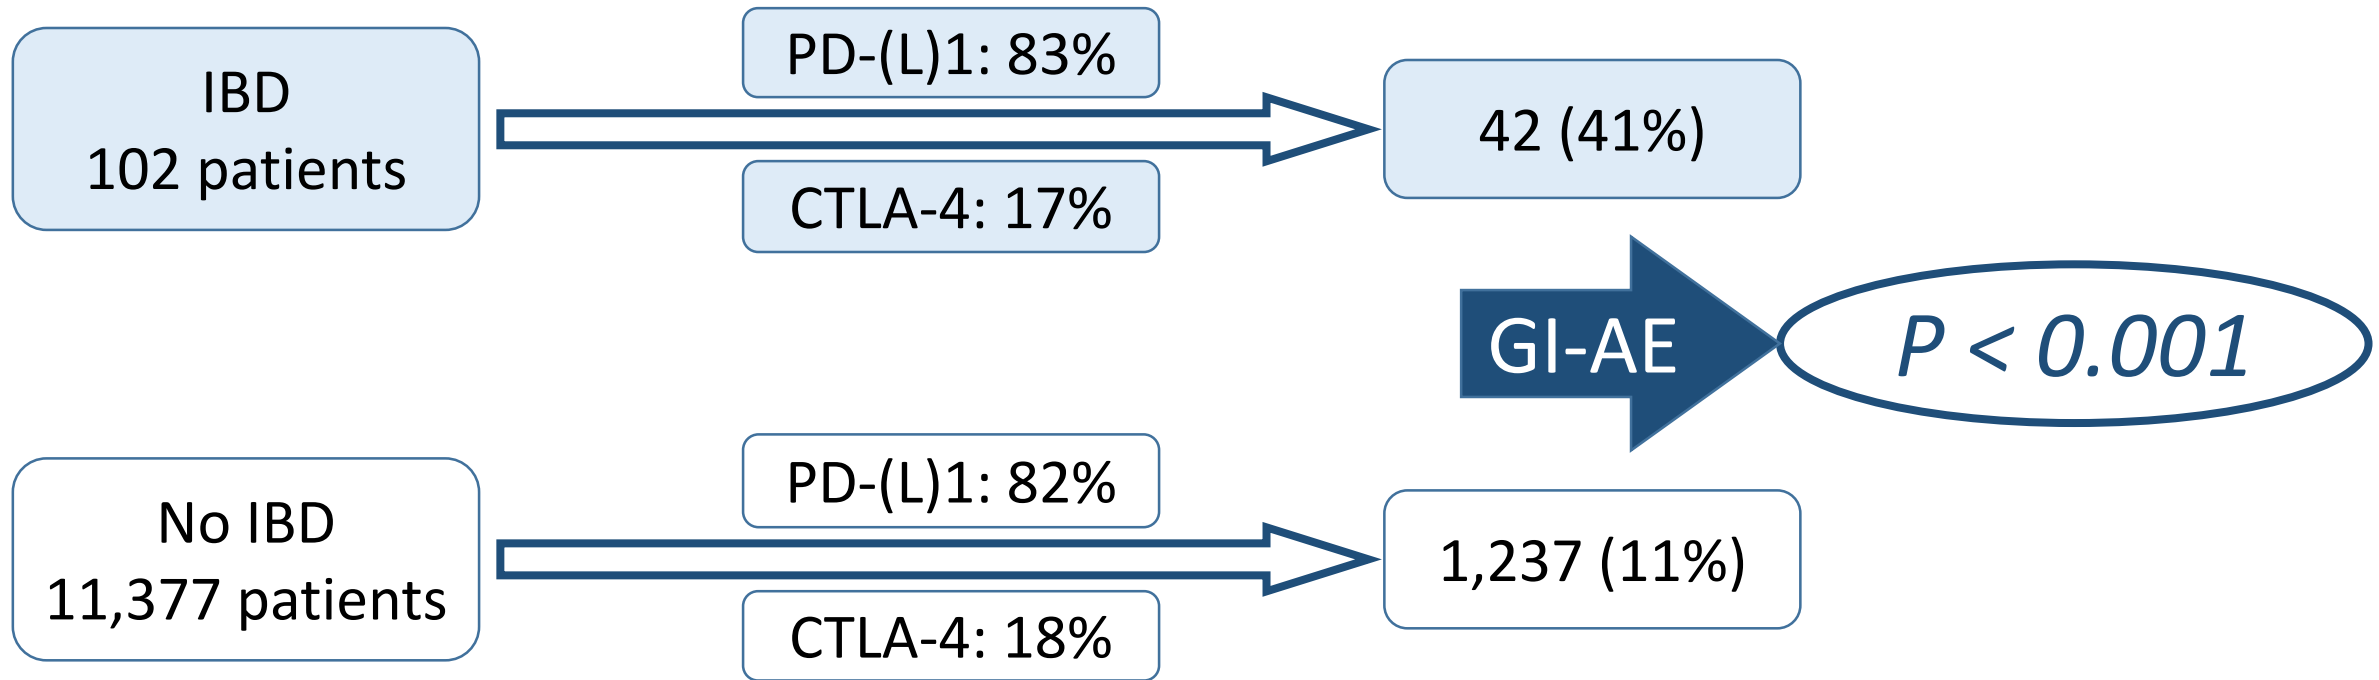 IBD
102 patients
PD-(L)1: 83%
CTLA-4: 17%
42 (41%)
GI-AE
P < 0.001
No IBD
11,377 patients
PD-(L)1: 82%
CTLA-4: 18%
1,237 (11%)